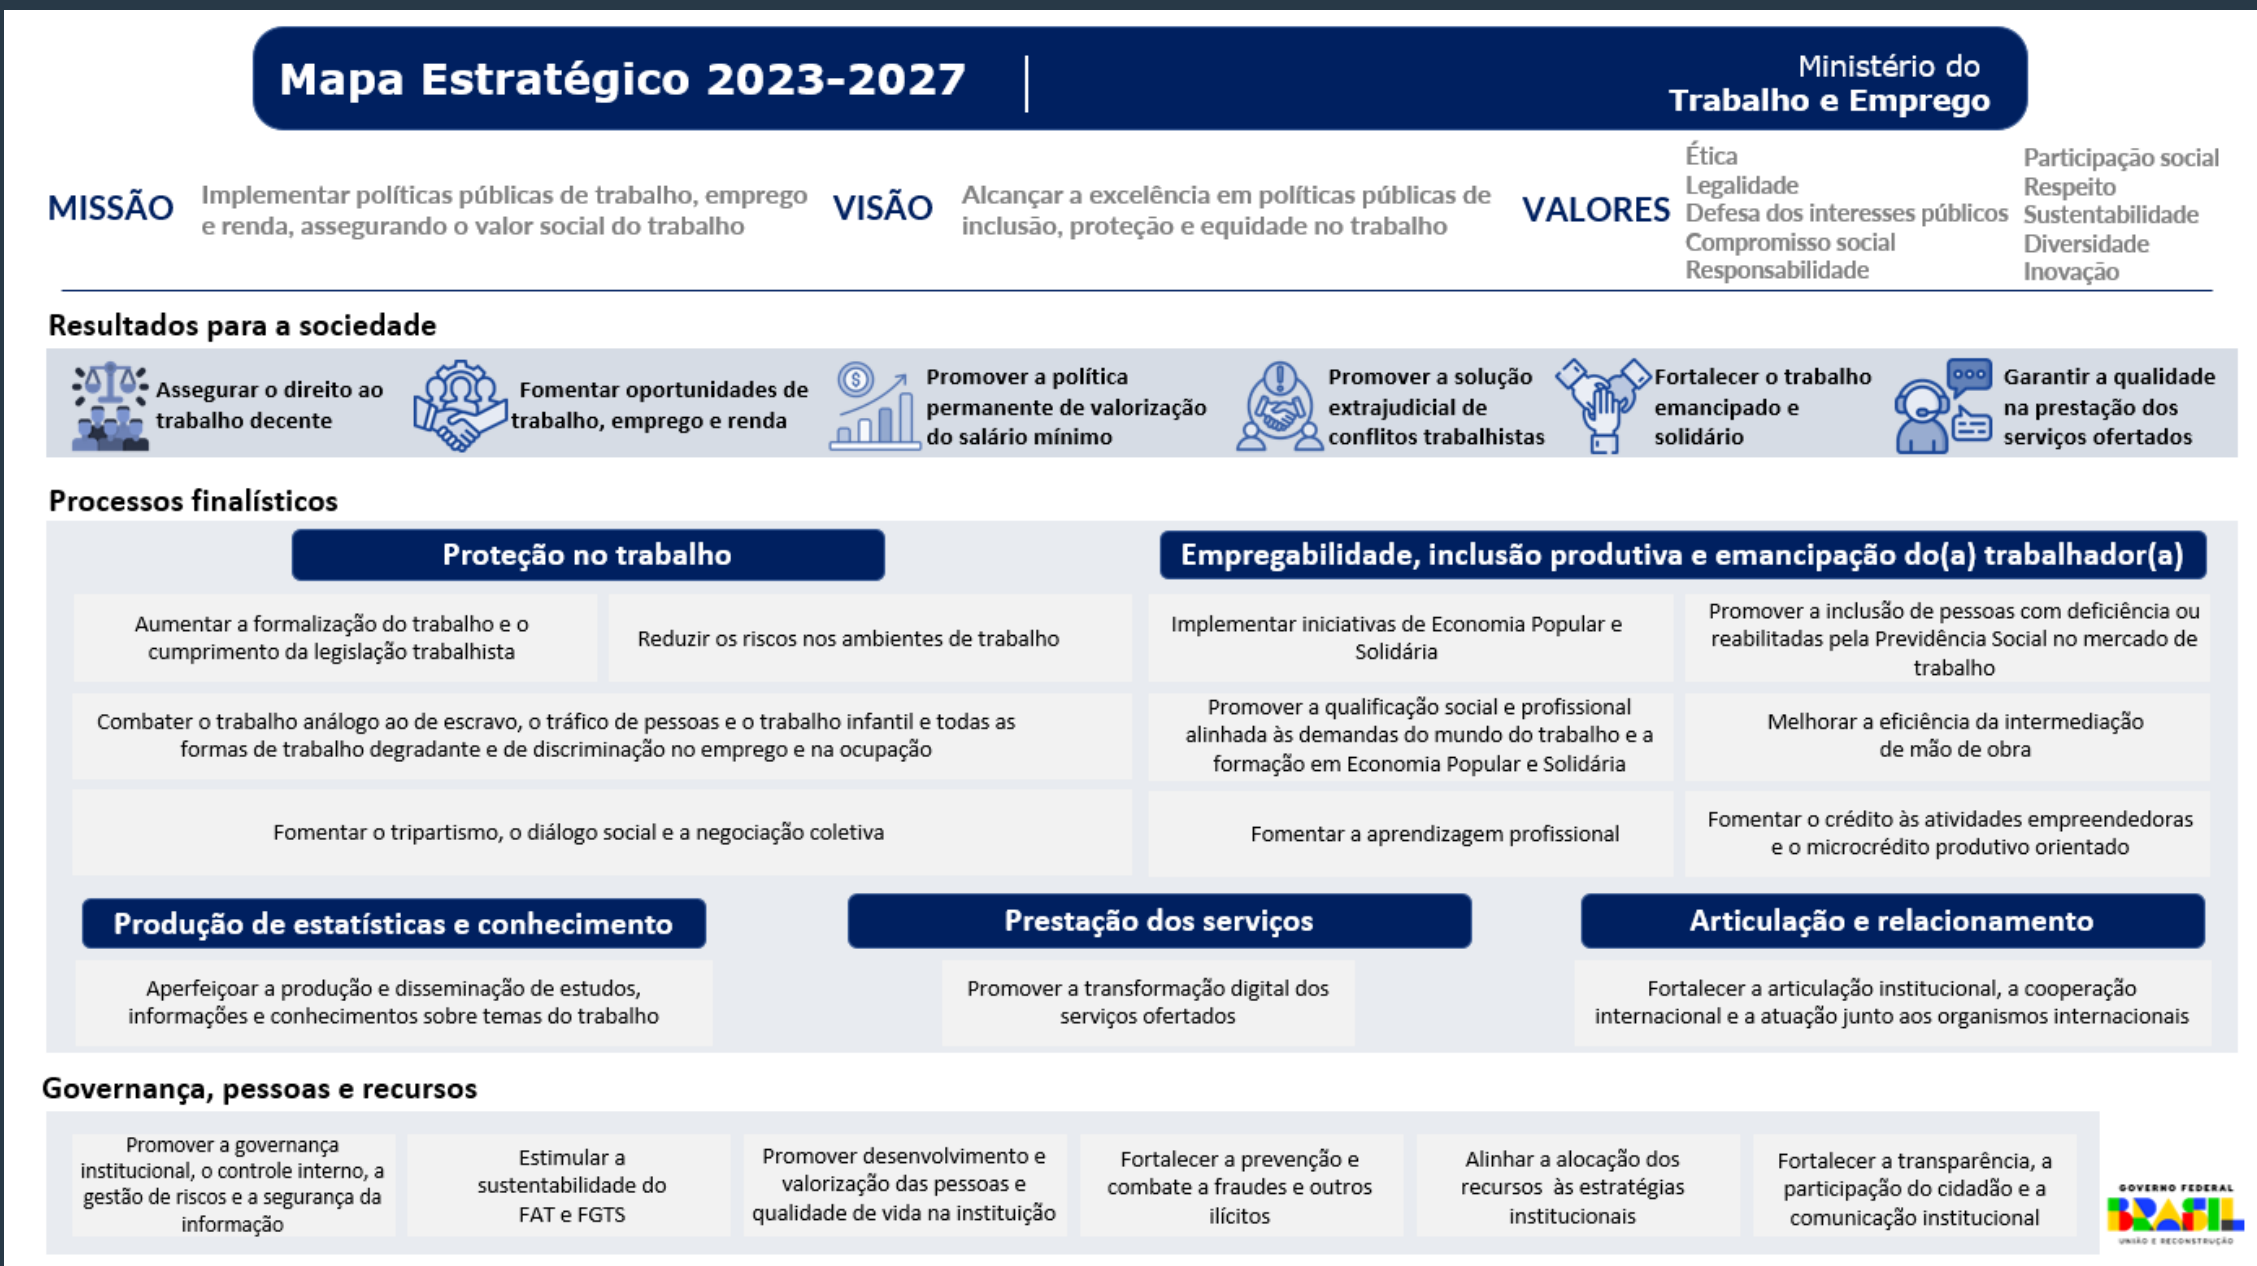 Mapa Estratégico 2023-2027
Ministério do
Trabalho e Emprego
MISSÃO
Implementar políticas públicas de trabalho, emprego
e renda, assegurando o valor social do trabalho
VISÃO
Alcançar a excelência em políticas públicas de
inclusão, proteção e equidade no trabalho
VALORES
Ética
Legalidade
Defesa dos interesses públicos
Compromisso social
Responsabilidade
Participação social
Respeito
Sustentabilidade
Diversidade
Inovação
Resultados para a sociedade
Assegurar o direito ao
trabalho decente
Fomentar oportunidades de
trabalho, emprego e renda
Promover a política
permanente de valorização
do salário mínimo
Promover a solução
extrajudicial de
conflitos trabalhistas
Fortalecer o trabalho
emancipado e
solidário
Garantir a qualidade
na prestação dos
serviços ofertados
Processos finalísticos
Proteção no trabalho
Aumentar a formalização do trabalho e o
cumprimento da legislação trabalhista
Reduzir os riscos nos ambientes de trabalho
Combater o trabalho análogo ao de escravo, o tráfico de pessoas e o trabalho infantil e todas as
formas de trabalho degradante e de discriminação no emprego e na ocupação
Fomentar o tripartismo, o diálogo social e a negociação coletiva
Empregabilidade, inclusão produtiva e emancipação do(a) trabalhador(a)
Implementar iniciativas de Economia Popular e
Solidária
Promover a inclusão de pessoas com deficiência ou
reabilitadas pela Previdência Social no mercado de
trabalho
Promover a qualificação social e profissional
alinhada às demandas do mundo do trabalho e a
formação em Economia Popular e Solidária
Melhorar a eficiência da intermediação
de mão de obra
Fomentar a aprendizagem profissional
Fomentar o crédito às atividades empreendedoras
e o microcrédito produtivo orientado
Produção de estatísticas e conhecimento
Aperfeiçoar a produção e disseminação de estudos,
informações e conhecimentos sobre temas do trabalho
Prestação dos serviços
Promover a transformação digital dos
serviços ofertados
Articulação e relacionamento
Fortalecer a articulação institucional, a cooperação
internacional e a atuação junto aos organismos internacionais
Governança, pessoas e recursos
Promover a governança
institucional, o controle interno, a
gestão de riscos e a segurança da
informação
Estimular a
sustentabilidade do
FAT e FGTS
Promover desenvolvimento e
valorização das pessoas e
qualidade de vida na instituição
Fortalecer a prevenção e
combate a fraudes e outros
ilícitos
Alinhar a alocação dos
recursos às estratégias
institucionais
Fortalecer a transparência, a
participação do cidadão e a
comunicação institucional
GOVERNO FEDERAL
BRASIL
UNIÃO E RECONSTRUÇÃO